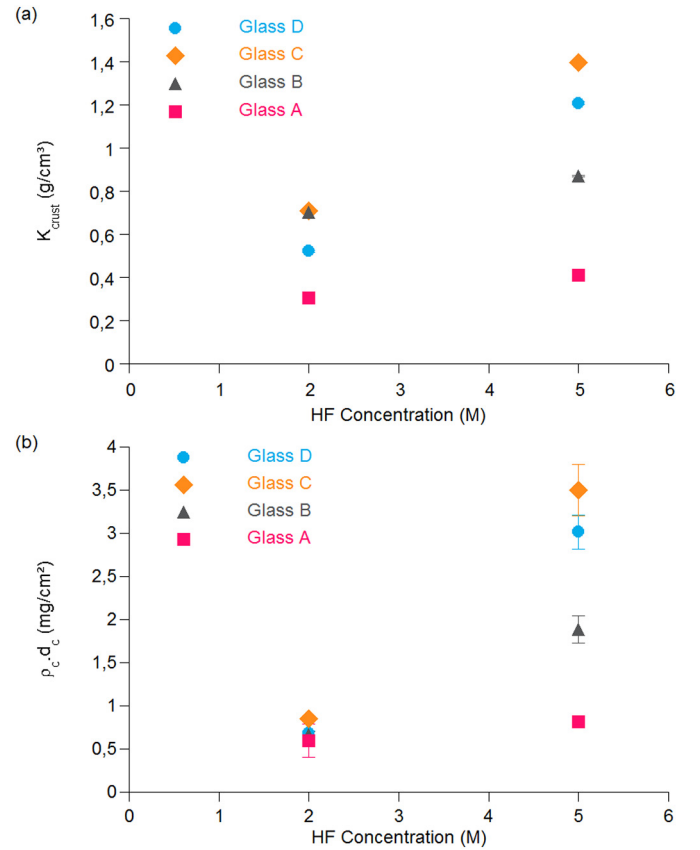 (a)
Glass D
Glass C
Glass B
Glass A
1,6
1,4
1,2
1
0,8
0,6
0,4
0,2
0
K_crust (g/cm³)
0 1 2 3 4 5 6
HF Concentration (M)
(b)
Glass D
Glass C
Glass B
Glass A
4
3,5
3
2,5
2
1,5
1
0,5
0
ρ_c.d_c (mg/cm²)
0 1 2 3 4 5 6
HF Concentration (M)